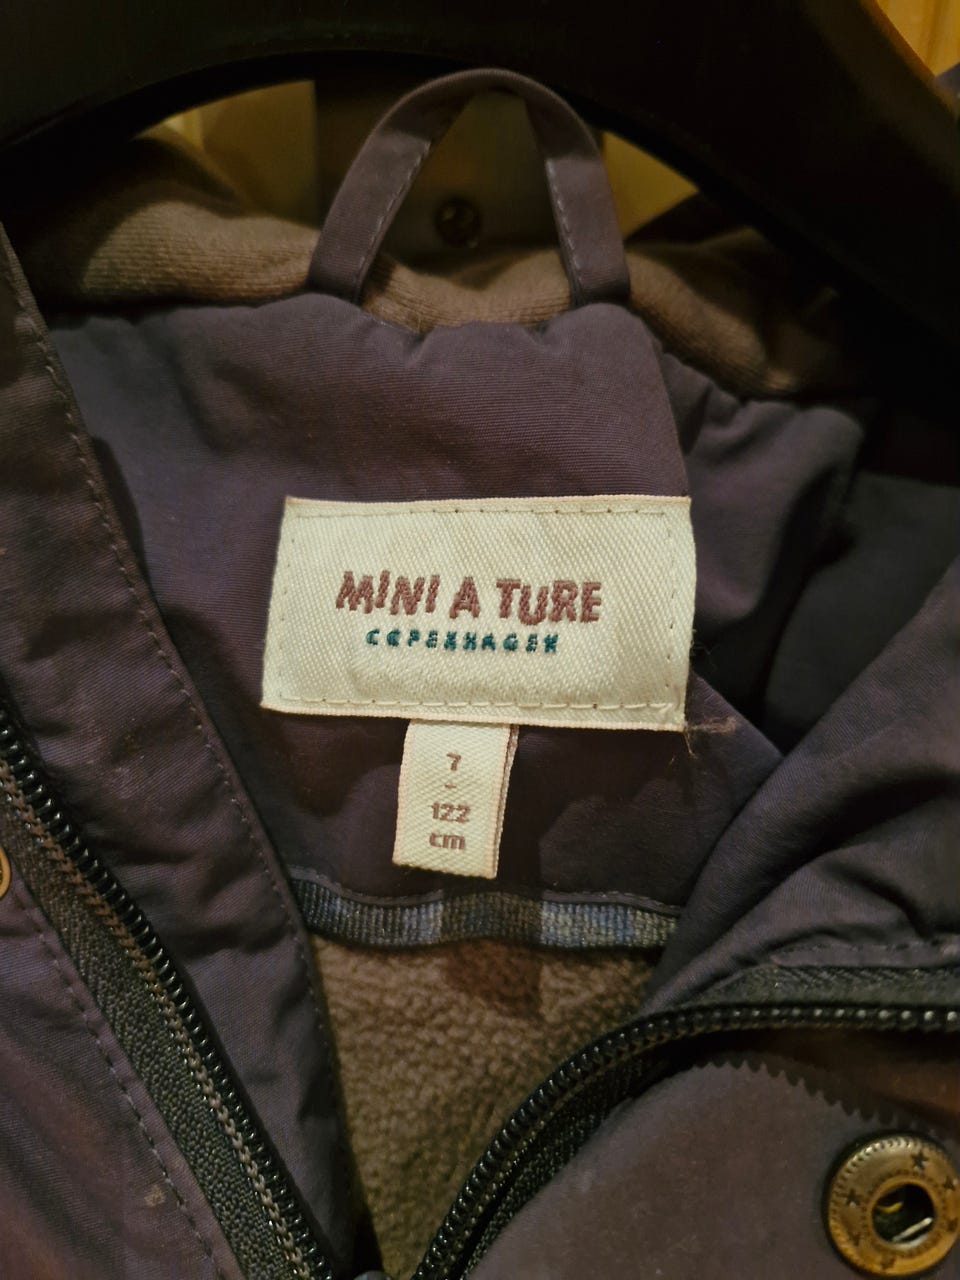 MINI A TURE
COPENHAGEN
7
-
122
cm